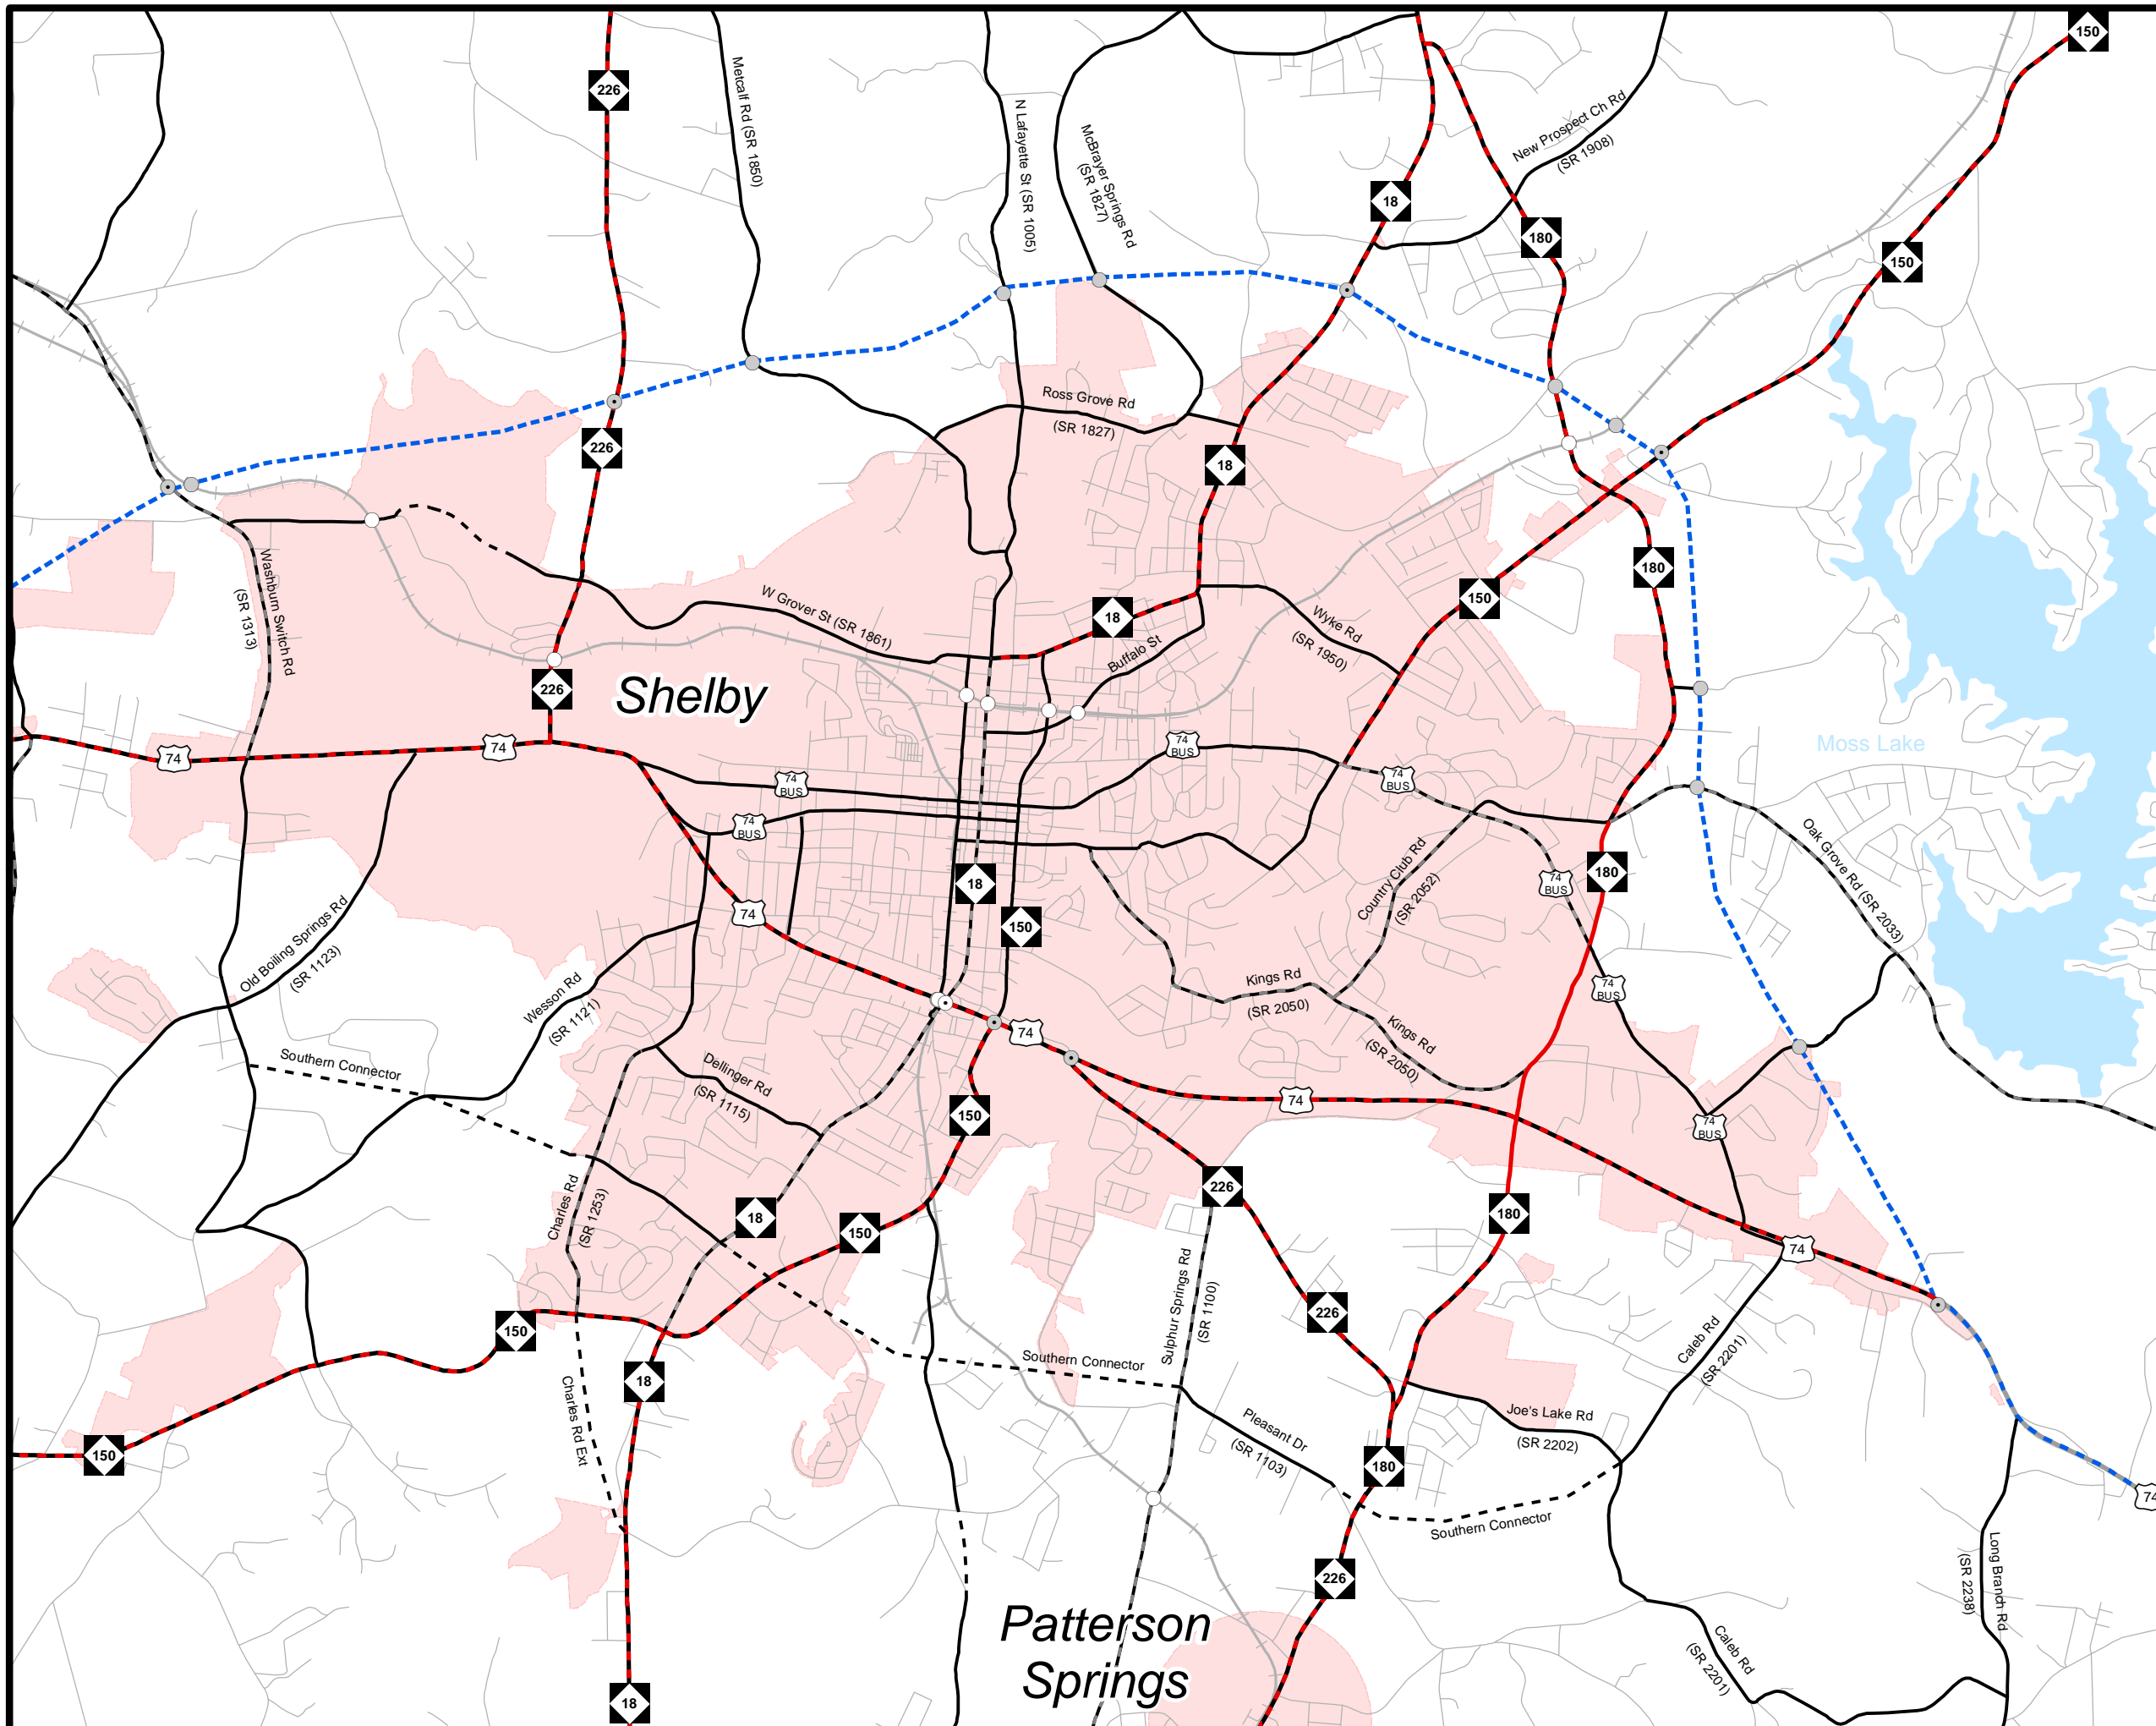 150
226
Metcalf Rd (SR 1850)
N Lafayette St (SR 1005)
McBrayer Springs Rd
(SR 1827)
New Prospect Ch Rd
(SR 1908)
18
180
150
226
Ross Grove Rd
(SR 1827)
18
Washburn Switch Rd
(SR 1313)
180
150
W Grover St (SR 1861)
18
Buffalo St
Wyke Rd
(SR 1950)
226
Shelby
Moss Lake
74
74
74
BUS
74
BUS
74
BUS
74
BUS
Oak Grove Rd (SR 2033)
Country Club Rd
(SR 2052)
180
74
BUS
18
74
150
Old Boiling Springs Rd
(SR 1123)
Wesson Rd
(SR 1121)
Kings Rd
(SR 2050)
74
BUS
74
Kings Rd
(SR 2050)
Southern Connector
Dellinger Rd
(SR 1115)
150
74
74
BUS
226
Charles Rd
(SR 1253)
18
150
180
74
Sulphur Springs Rd
(SR 1100)
226
150
Caleb Rd
(SR 2201)
Southern Connector
18
Charles Rd Ext
Pleasant Dr
(SR 1103)
Joe's Lake Rd
(SR 2202)
150
180
74
Southern Connector
226
Long Branch Rd
(SR 2238)
Patterson
Springs
Caleb Rd
(SR 2201)
18